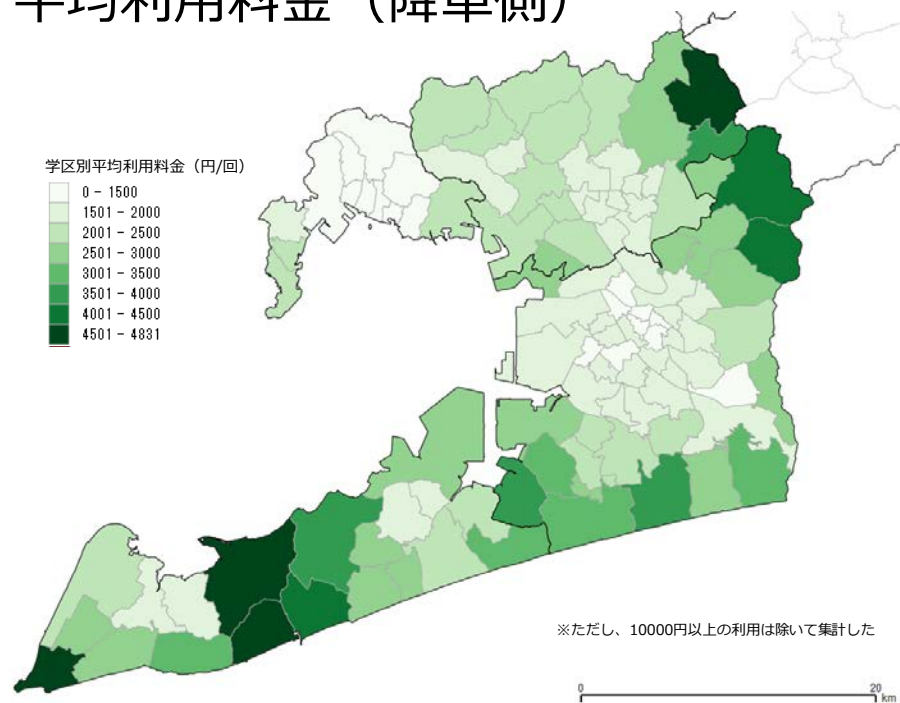 平均利用料金（降車側）
学区別平均利用料金（円/回）
0 - 1500
1501 - 2000
2001 - 2500
2501 - 3000
3001 - 3500
3501 - 4000
4001 - 4500
4501 - 4831
※ただし、10000円以上の利用は除いて集計した
0 20
km